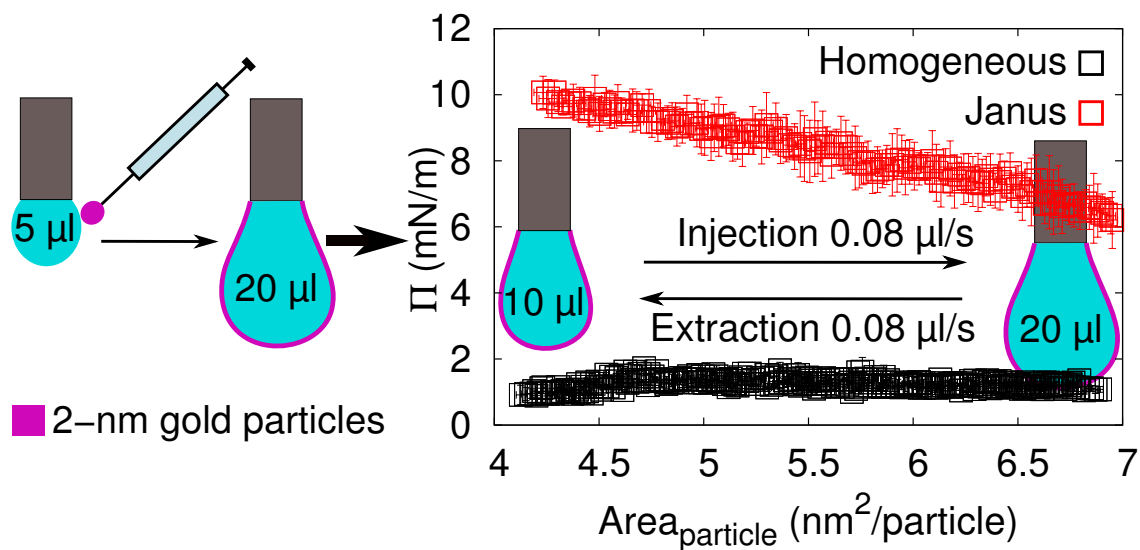 5 µl
20 µl
2−nm gold particles
Π (mN/m)
12
10
8
6
4
2
0
Homogeneous
Janus
Injection 0.08 µl/s
10 µl
Extraction 0.08 µl/s
20 µl
4 4.5 5 5.5 6 6.5 7
Area_particle (nm²/particle)